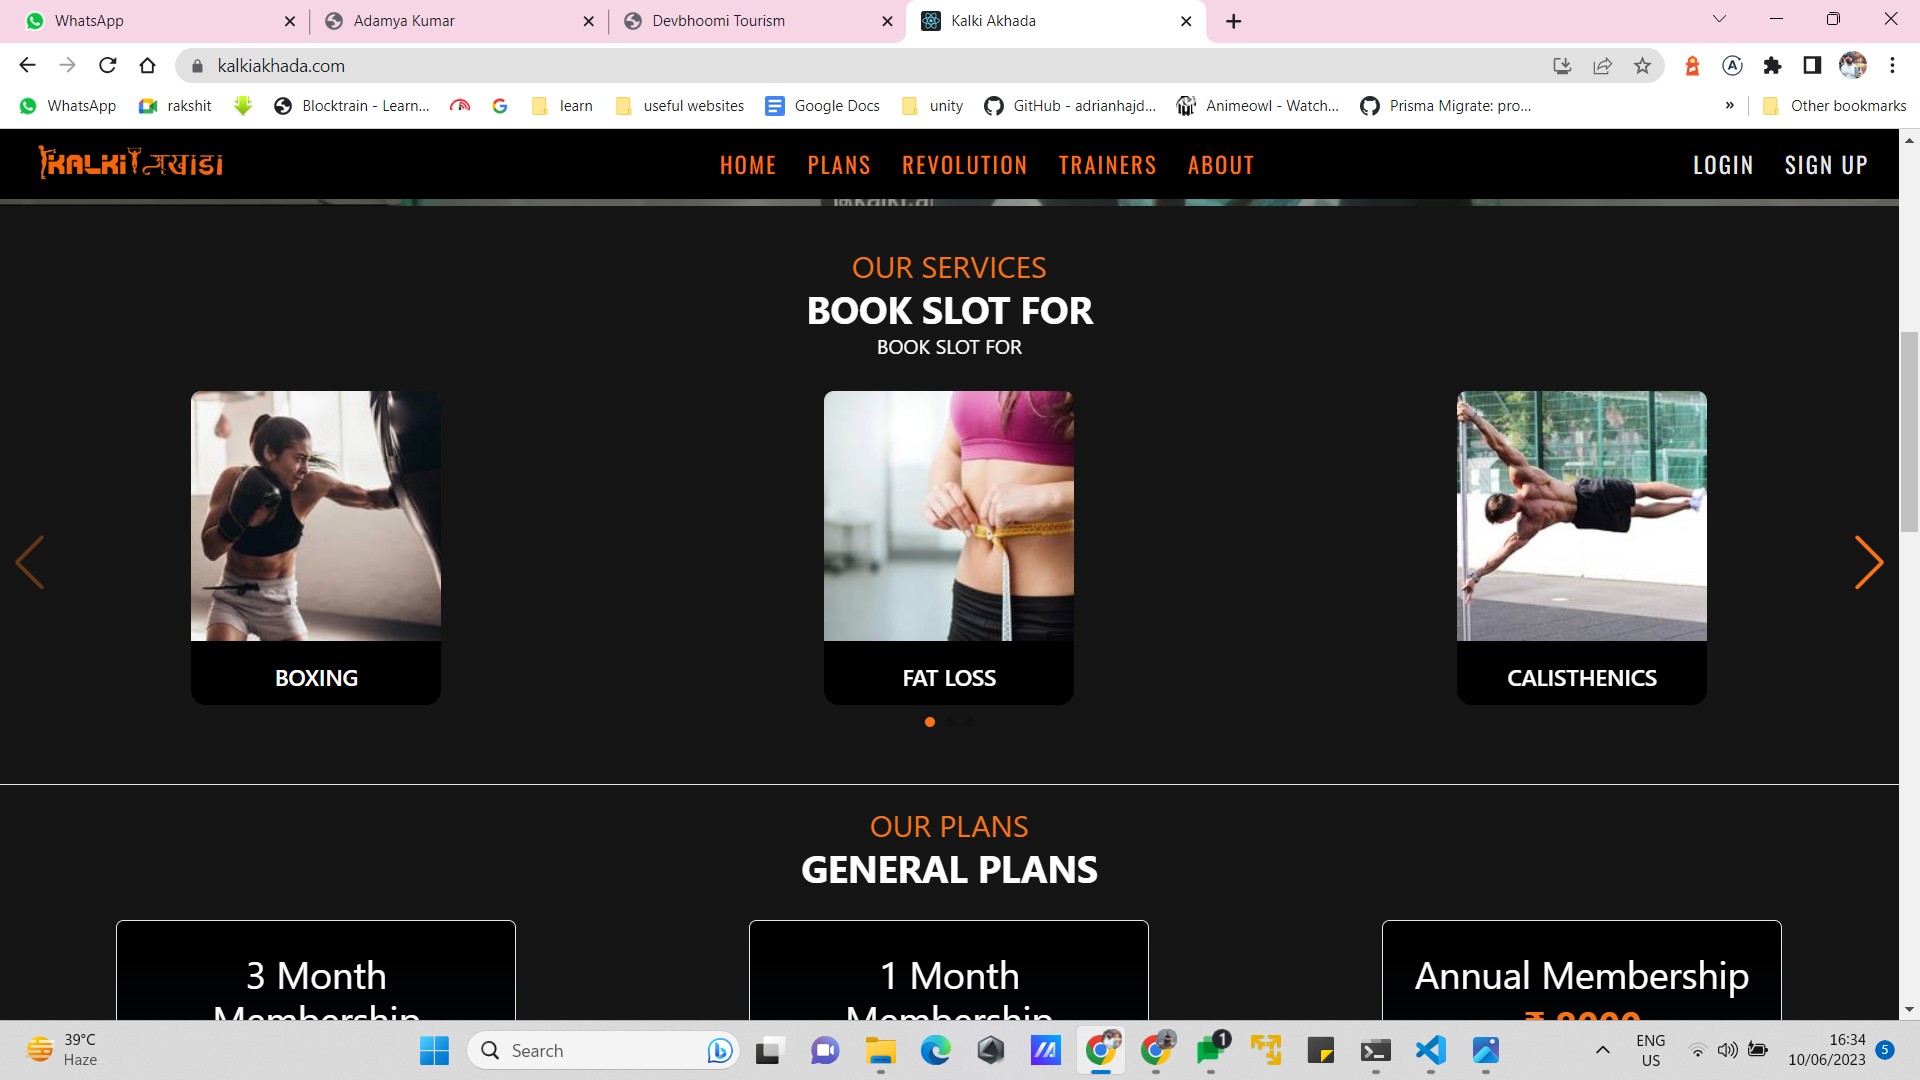 WhatsApp
Adamya Kumar
Devbhoomi Tourism
Kalki Akhada
kalkiakhada.com
WhatsApp
rakshit
Blocktrain - Learn...
learn
useful websites
Google Docs
unity
GitHub - adrianhajd...
Animeowl - Watch...
Prisma Migrate: pro...
»
Other bookmarks
KALKI अखाडा
HOME
PLANS
REVOLUTION
TRAINERS
ABOUT
LOGIN
SIGN UP
OUR SERVICES
BOOK SLOT FOR
BOOK SLOT FOR
BOXING
FAT LOSS
CALISTHENICS
OUR PLANS
GENERAL PLANS
3 Month
Membership
1 Month
Membership
Annual Membership
₹ 8000
39°C
Haze
Search
1
ENG
US
16:34
10/06/2023
5